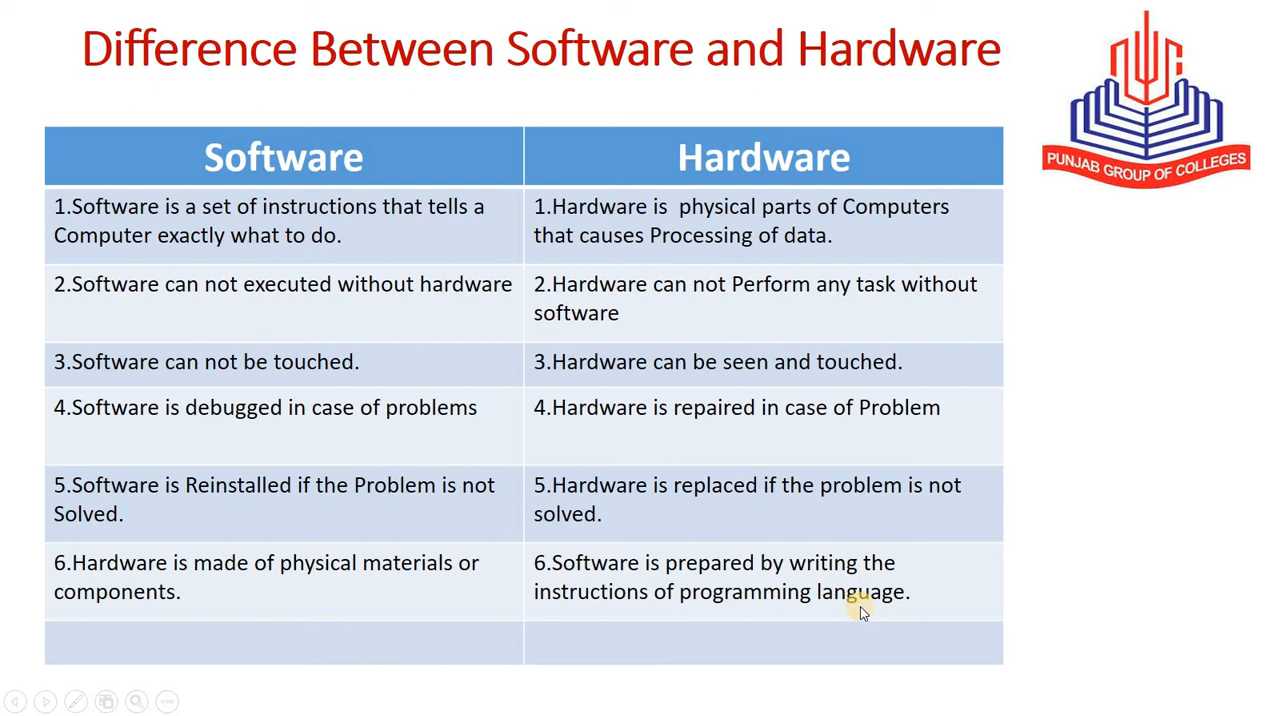 Difference Between Software and Hardware
PUNJAB GROUP OF COLLEGES
Software
Hardware
1.Software is a set of instructions that tells a
Computer exactly what to do.
1.Hardware is physical parts of Computers
that causes Processing of data.
2.Software can not executed without hardware
2.Hardware can not Perform any task without
software
3.Software can not be touched.
3.Hardware can be seen and touched.
4.Software is debugged in case of problems
4.Hardware is repaired in case of Problem
5.Software is Reinstalled if the Problem is not
Solved.
5.Hardware is replaced if the problem is not
solved.
6.Hardware is made of physical materials or
components.
6.Software is prepared by writing the
instructions of programming language.